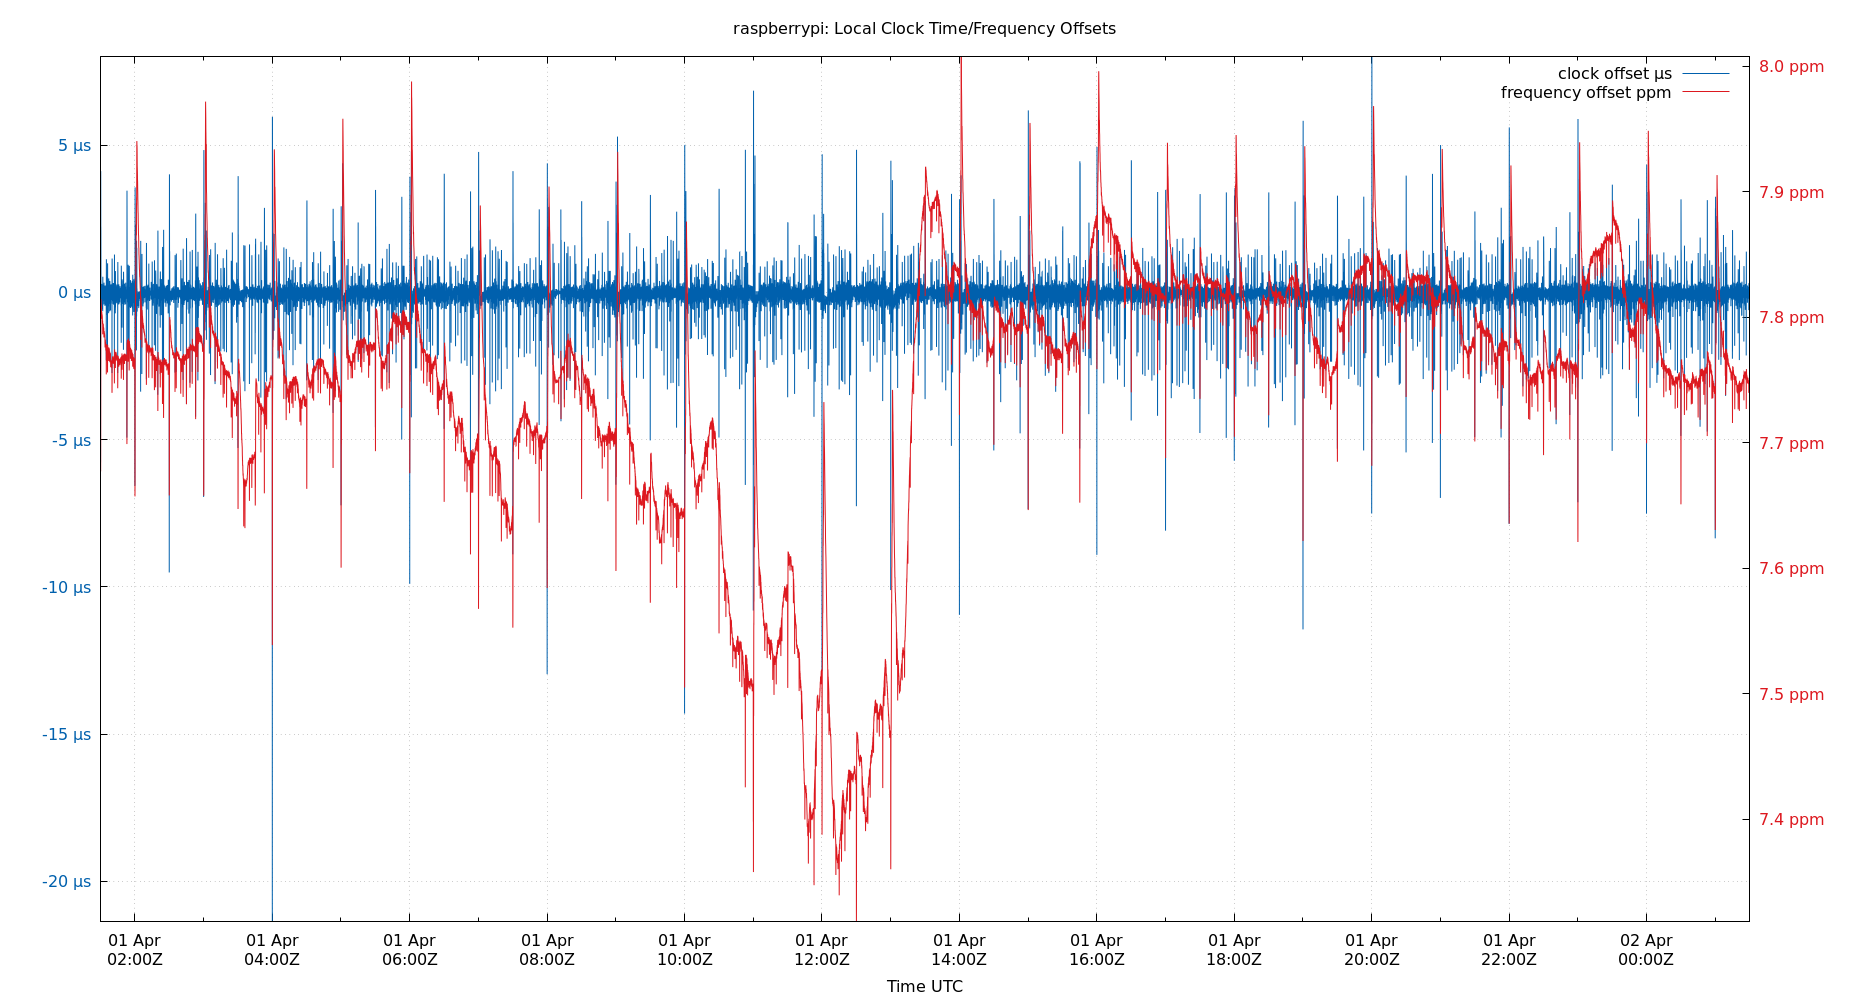 raspberrypi: Local Clock Time/Frequency Offsets
clock offset µs
frequency offset ppm
5 µs
0 µs
-5 µs
-10 µs
-15 µs
-20 µs
8.0 ppm
7.9 ppm
7.8 ppm
7.7 ppm
7.6 ppm
7.5 ppm
7.4 ppm
01 Apr 01 Apr 01 Apr 01 Apr 01 Apr 01 Apr 01 Apr 01 Apr 01 Apr 01 Apr 01 Apr 02 Apr
02:00Z 04:00Z 06:00Z 08:00Z 10:00Z 12:00Z 14:00Z 16:00Z 18:00Z 20:00Z 22:00Z 00:00Z
Time UTC